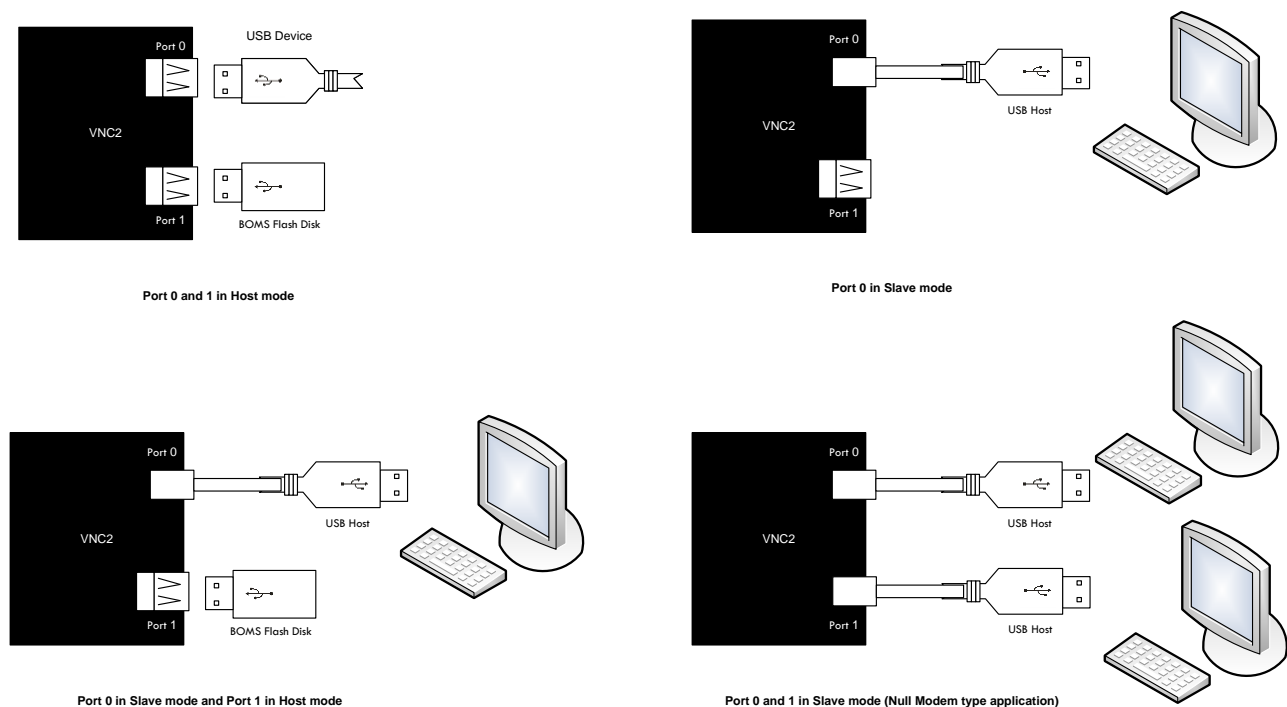 Port 0
USB Device
VNC2
Port 1
BOMS Flash Disk
Port 0 and 1 in Host mode
Port 0
USB Host
VNC2
Port 1
Port 0 in Slave mode
Port 0
USB Host
VNC2
Port 1
BOMS Flash Disk
Port 0 in Slave mode and Port 1 in Host mode
Port 0
USB Host
VNC2
Port 1
USB Host
Port 0 and 1 in Slave mode (Null Modem type application)